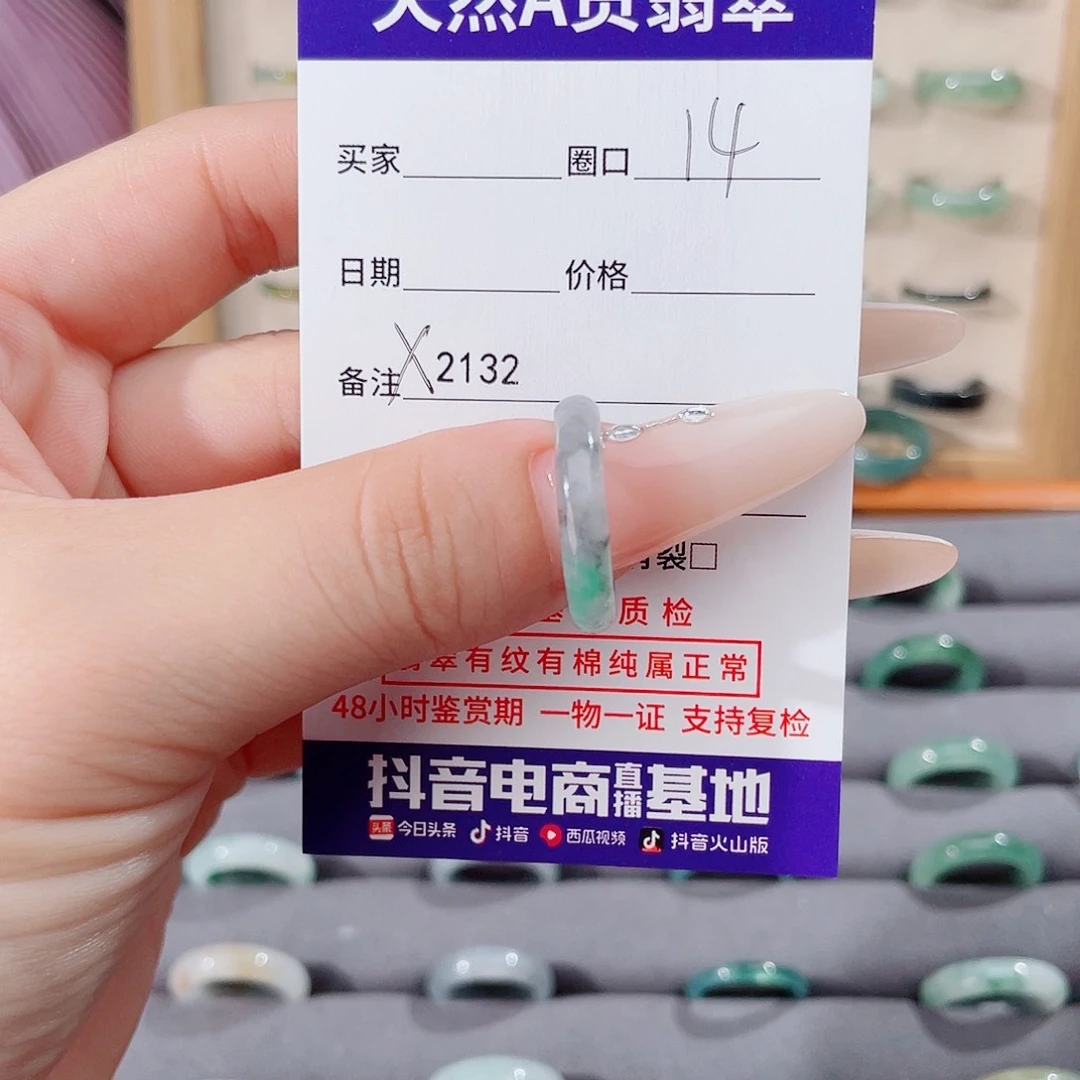 天然A货翡翠
买家 圈口 14
日期 价格
备注 X2132
裂□
质检
翠有纹有棉纯属正常
48小时鉴赏期 一物一证 支持复检
抖音电商直播基地
头条 今日头条 抖音 西瓜视频 抖音火山版